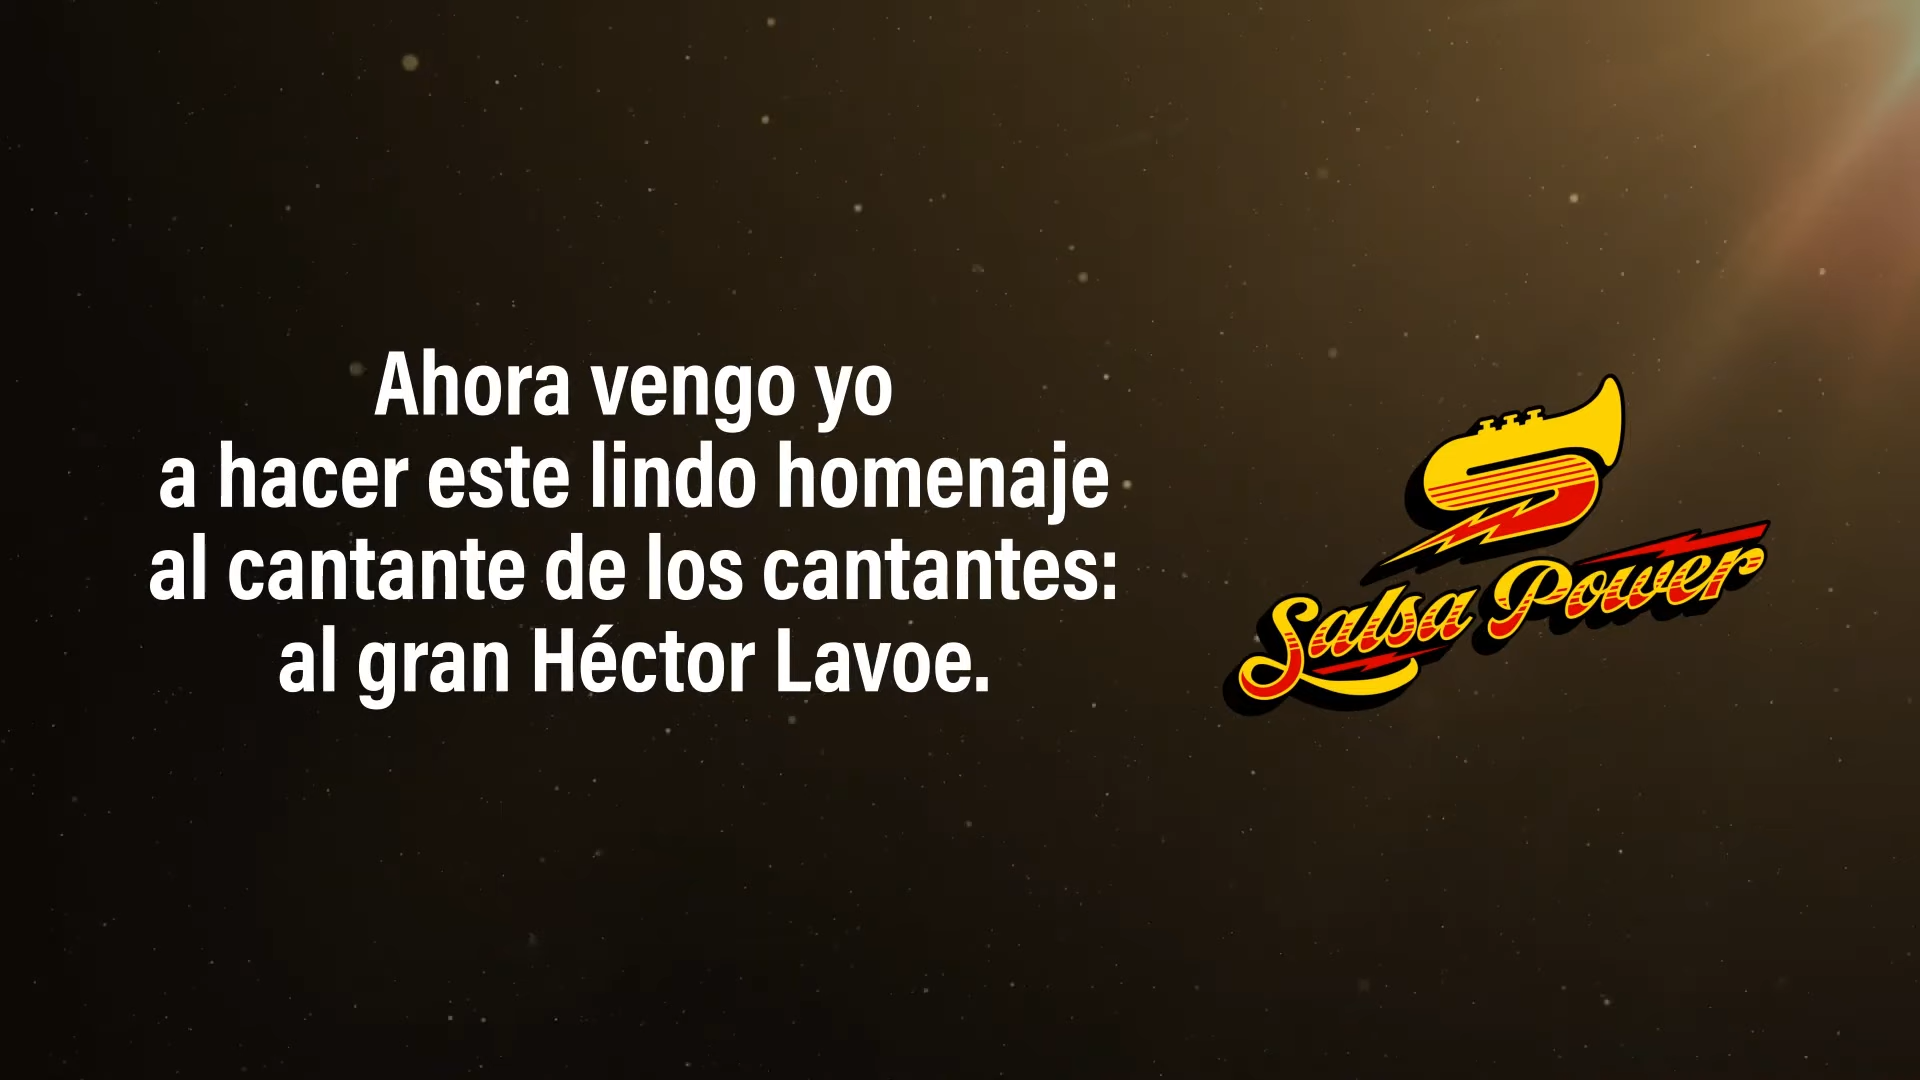 Ahora vengo yo
a hacer este lindo homenaje
al cantante de los cantantes:
al gran Héctor Lavoe.
Salsa Power